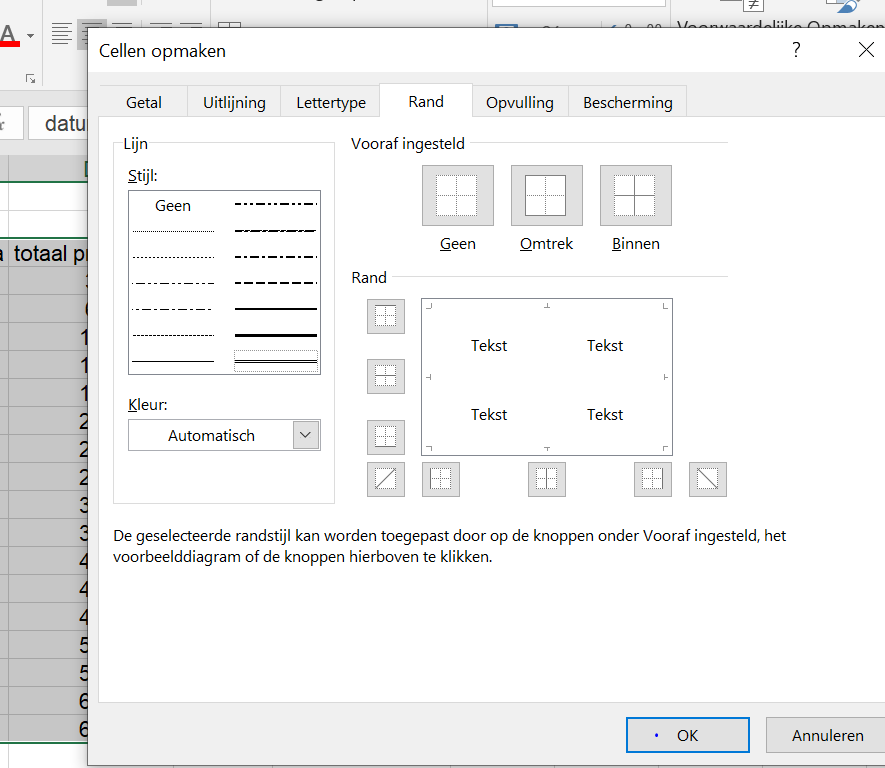 A
Voorwaardelijke Opmaken
Cellen opmaken
?
Getal
Uitlijning
Lettertype
Rand
Opvulling
Bescherming
datu
Lijn
Vooraf ingesteld
Stijl:
Geen
Geen
Omtrek
Binnen
totaal pr
Rand
Tekst
Tekst
Tekst
Tekst
Kleur:
Automatisch
De geselecteerde randstijl kan worden toegepast door op de knoppen onder Vooraf ingesteld, het
voorbeelddiagram of de knoppen hierboven te klikken.
1
1
1
2
2
2
3
3
4
4
4
5
5
6
6
OK
Annuleren